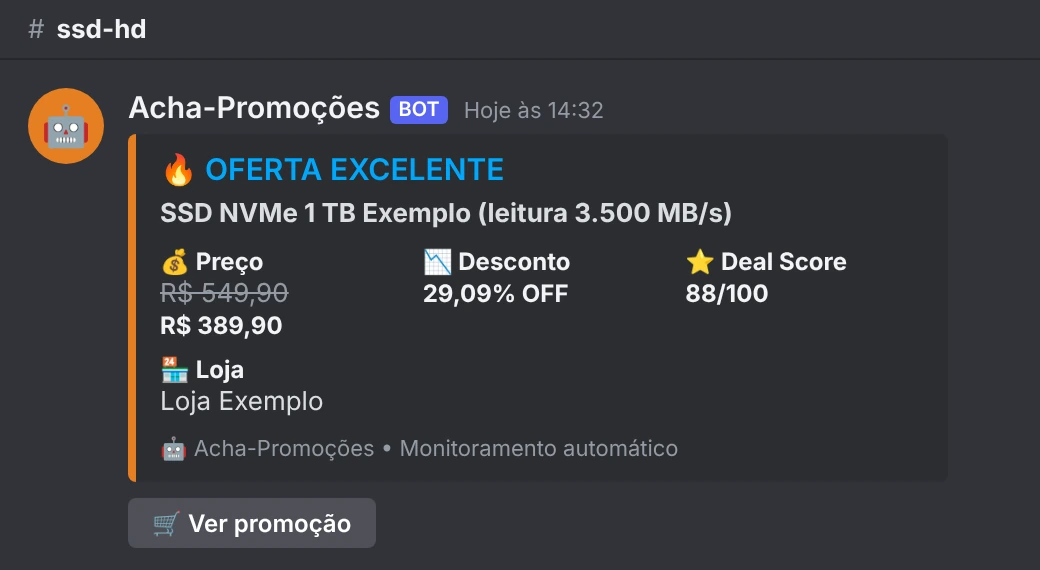 # ssd-hd
Acha-Promoções BOT Hoje às 14:32
🔥 OFERTA EXCELENTE
SSD NVMe 1 TB Exemplo (leitura 3.500 MB/s)
💰 Preço 📉 Desconto ⭐ Deal Score
R$ 549,90 29,09% OFF 88/100
R$ 389,90
🏪 Loja
Loja Exemplo
🤖 Acha-Promoções • Monitoramento automático
🛒 Ver promoção